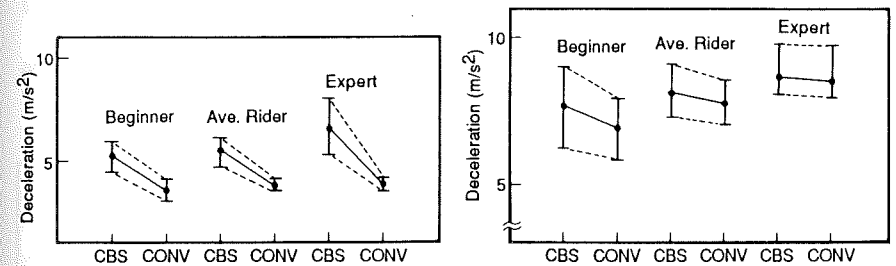 10
5
Deceleration (m/s²)
Beginner
Ave. Rider
Expert
CBS CONV CBS CONV CBS CONV
10
5
Deceleration (m/s²)
Beginner
Ave. Rider
Expert
CBS CONV CBS CONV CBS CONV